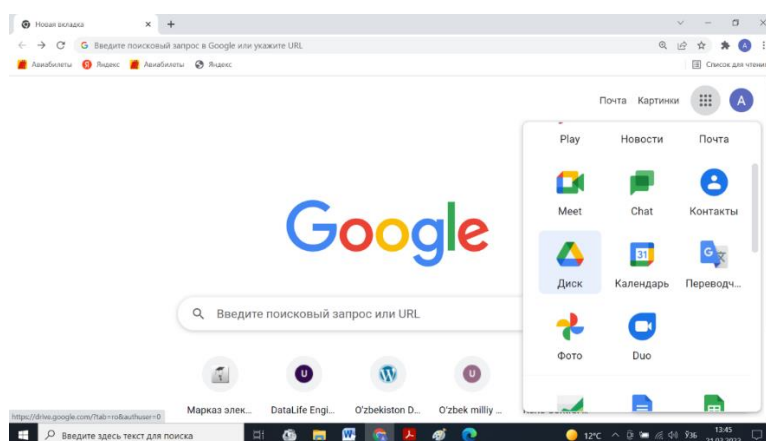 Новая вкладка
Введите поисковый запрос в Google или укажите URL
Авиабилеты Яндекс Авиабилеты Яндекс Список для чтения
Почта Картинки A
Play Новости Почта
Meet Chat Контакты
Диск Календарь Переводч...
Фото Duo
Google
Введите поисковый запрос или URL
Марказ элек... DataLife Engi... O'zbekiston D... O'zbek milliy ...
https://drive.google.com/?tab=ro&authuser=0
Введите здесь текст для поиска
12°C
13:45
21.03.2023